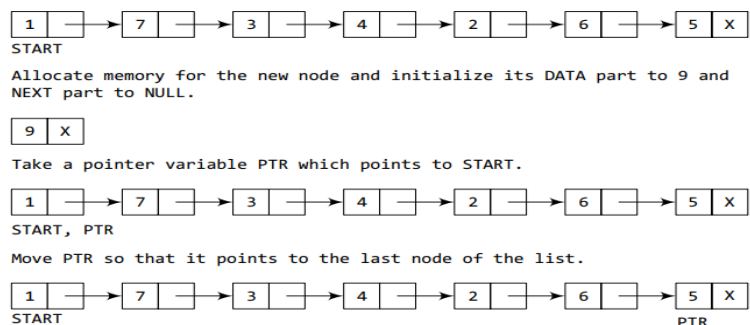 1 7 3 4 2 6 5 X
START
Allocate memory for the new node and initialize its DATA part to 9 and
NEXT part to NULL.
9 X
Take a pointer variable PTR which points to START.
1 7 3 4 2 6 5 X
START, PTR
Move PTR so that it points to the last node of the list.
1 7 3 4 2 6 5 X
START PTR